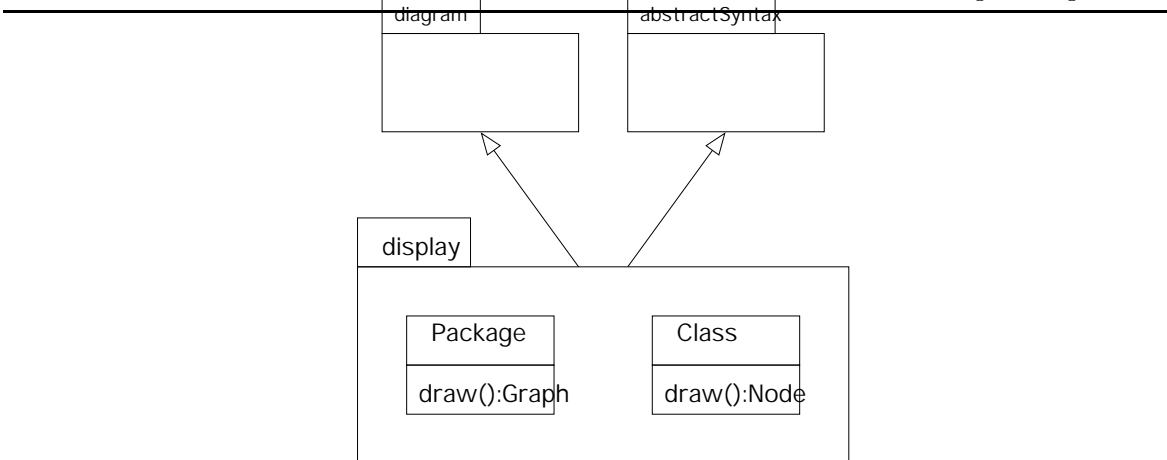 diagram
abstractSyntax
display
Package
Class
draw():Graph
draw():Node